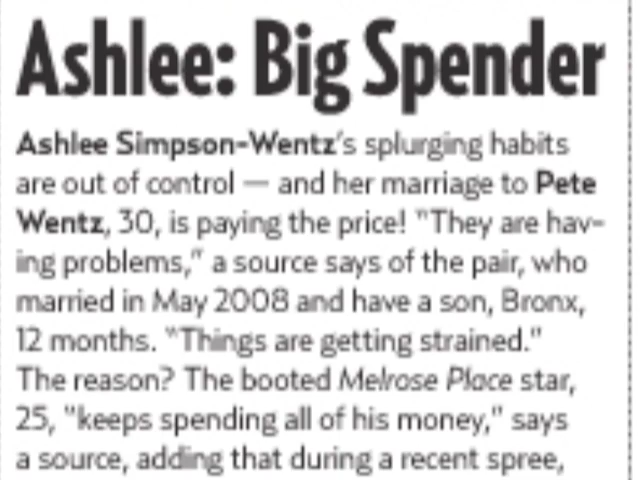 Ashlee: Big Spender
Ashlee Simpson-Wentz's splurging habits
are out of control — and her marriage to Pete
Wentz, 30, is paying the price! "They are hav-
ing problems," a source says of the pair, who
married in May 2008 and have a son, Bronx,
12 months. "Things are getting strained."
The reason? The booted Melrose Place star,
25, "keeps spending all of his money," says
a source, adding that during a recent spree,